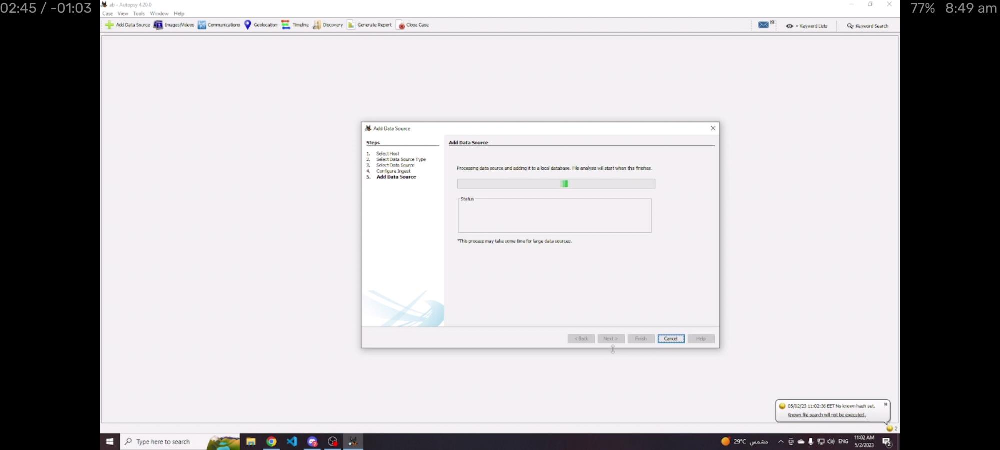 02:45 / -01:03
77% 8:49 am
ab - Autopsy 4.20.0
Case View Tools Window Help
Add Data Source Images/Videos Communications Geolocation Timeline Discovery Generate Report Close Case Keyword Lists Keyword Search
Add Data Source
Steps
1. Select Host
2. Select Data Source Type
3. Select Data Source
4. Configure Ingest
5. Add Data Source
Add Data Source
Processing data source and adding it to a local database. File analysis will start when this finishes.
Status
*This process may take some time for large data sources.
< Back Next > Finish Cancel Help
05/02/23 11:02:36 EET No known hash set.
Known file search will not be executed.
2
Type here to search
29°C مشمس
ENG
11:02 AM
5/2/2023
2